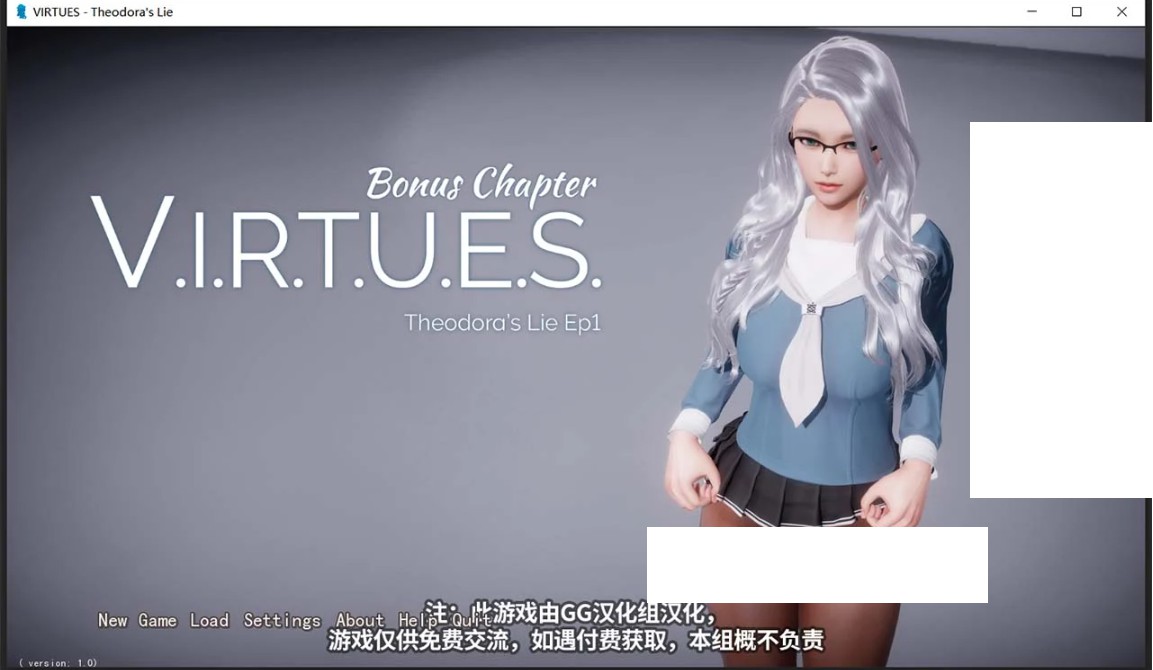 VIRTUES - Theodora's Lie
Bonus Chapter
V.I.R.T.U.E.S.
Theodora's Lie Ep1
New Game Load Settings About Help Quit
注：此游戏由GG汉化组汉化，
游戏仅供免费交流，如遇付费获取，本组概不负责
( version: 1.0)